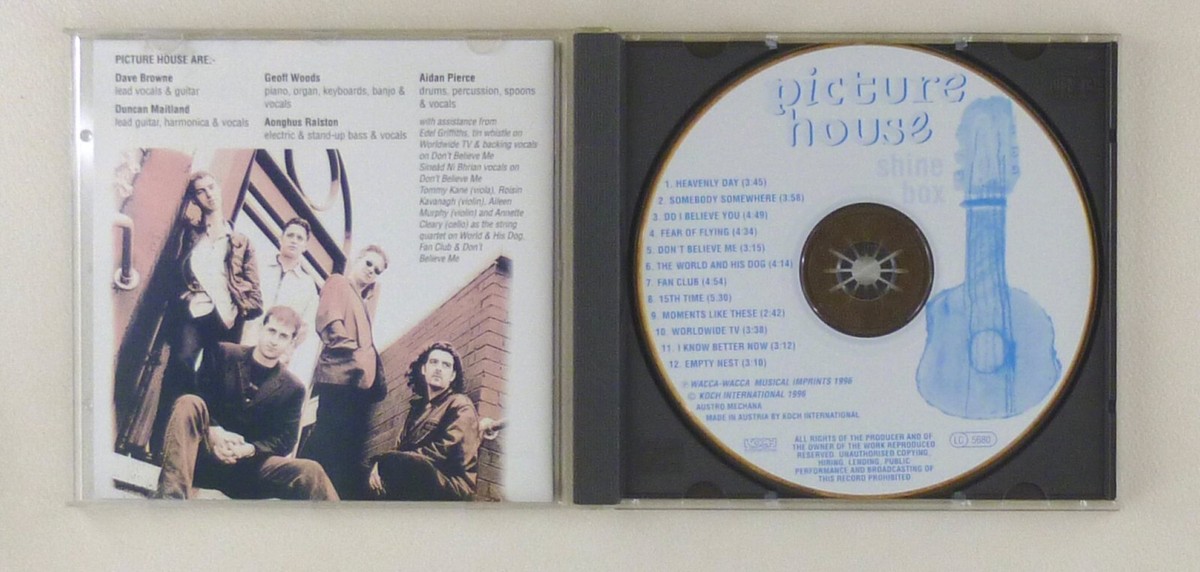 PICTURE HOUSE ARE:-
Dave Browne
lead vocals & guitar
Duncan Maitland
lead guitar, harmonica & vocals
Geoff Woods
piano, organ, keyboards, banjo &
vocals
Aonghus Ralston
electric & stand-up bass & vocals
Aidan Pierce
drums, percussion, spoons
& vocals
with assistance from
Edel Griffiths, tin whistle on
Worldwide TV & backing vocals
on Don't Believe Me
Sinéad Ni Bhrian vocals on
Don't Believe Me
Tommy Kane (viola), Roisin
Kavanagh (violin), Aileen
Murphy (violin) and Annette
Cleary (cello) as the string
quartet on World & His Dog,
Fan Club & Don't
Believe Me
picture
house
shine
box
1. HEAVENLY DAY (3:45)
2. SOMEBODY SOMEWHERE (3:58)
3. DO I BELIEVE YOU (4:49)
4. FEAR OF FLYING (4:34)
5. DON'T BELIEVE ME (3:15)
6. THE WORLD AND HIS DOG (4:14)
7. FAN CLUB (4:54)
8. 15TH TIME (5:30)
9. MOMENTS LIKE THESE (2:42)
10. WORLDWIDE TV (3:38)
11. I KNOW BETTER NOW (3:12)
12. EMPTY NEST (3:10)
℗ WACCA-WACCA MUSICAL IMPRINTS 1996
© KOCH INTERNATIONAL 1996
AUSTRO MECHANA
MADE IN AUSTRIA BY KOCH INTERNATIONAL
KOCH
ALL RIGHTS OF THE PRODUCER AND OF
THE OWNER OF THE WORK REPRODUCED
RESERVED. UNAUTHORISED COPYING,
HIRING, LENDING, PUBLIC
PERFORMANCE AND BROADCASTING OF
THIS RECORD PROHIBITED
LC 5680